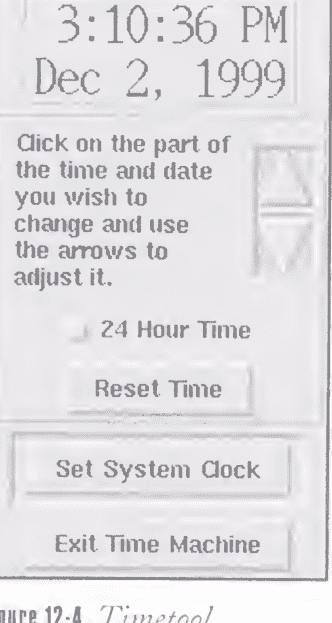 3:10:36 PM
Dec 2, 1999
Click on the part of
the time and date
you wish to
change and use
the arrows to
adjust it.
24 Hour Time
Reset Time
Set System Clock
Exit Time Machine
12-4 Timetool